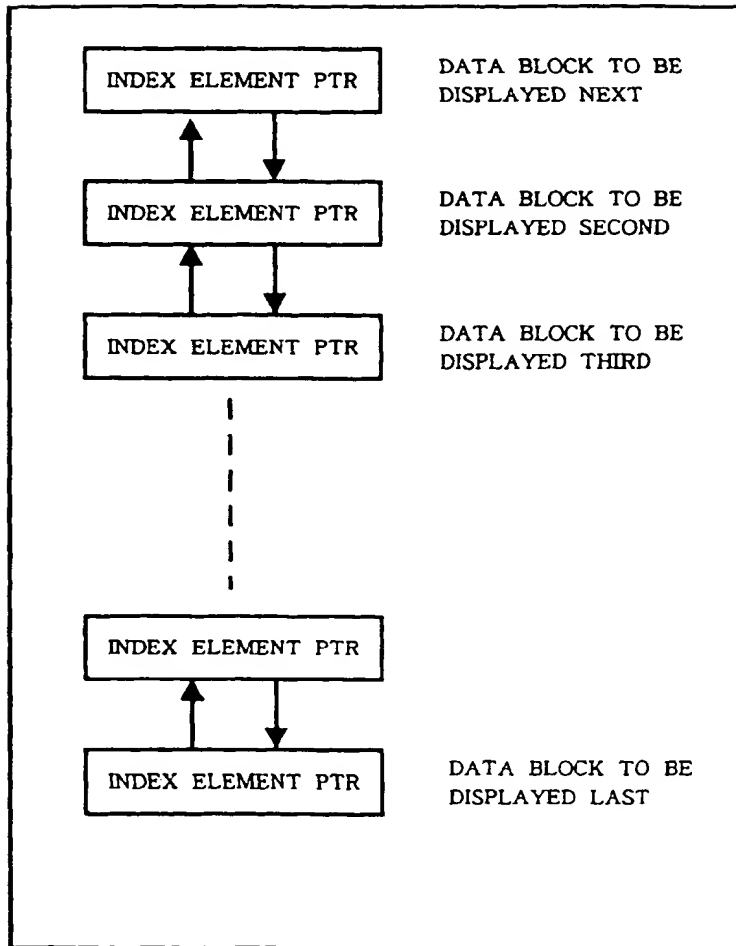 INDEX ELEMENT PTR
DATA BLOCK TO BE
DISPLAYED NEXT
INDEX ELEMENT PTR
DATA BLOCK TO BE
DISPLAYED SECOND
INDEX ELEMENT PTR
DATA BLOCK TO BE
DISPLAYED THIRD
INDEX ELEMENT PTR
INDEX ELEMENT PTR
DATA BLOCK TO BE
DISPLAYED LAST